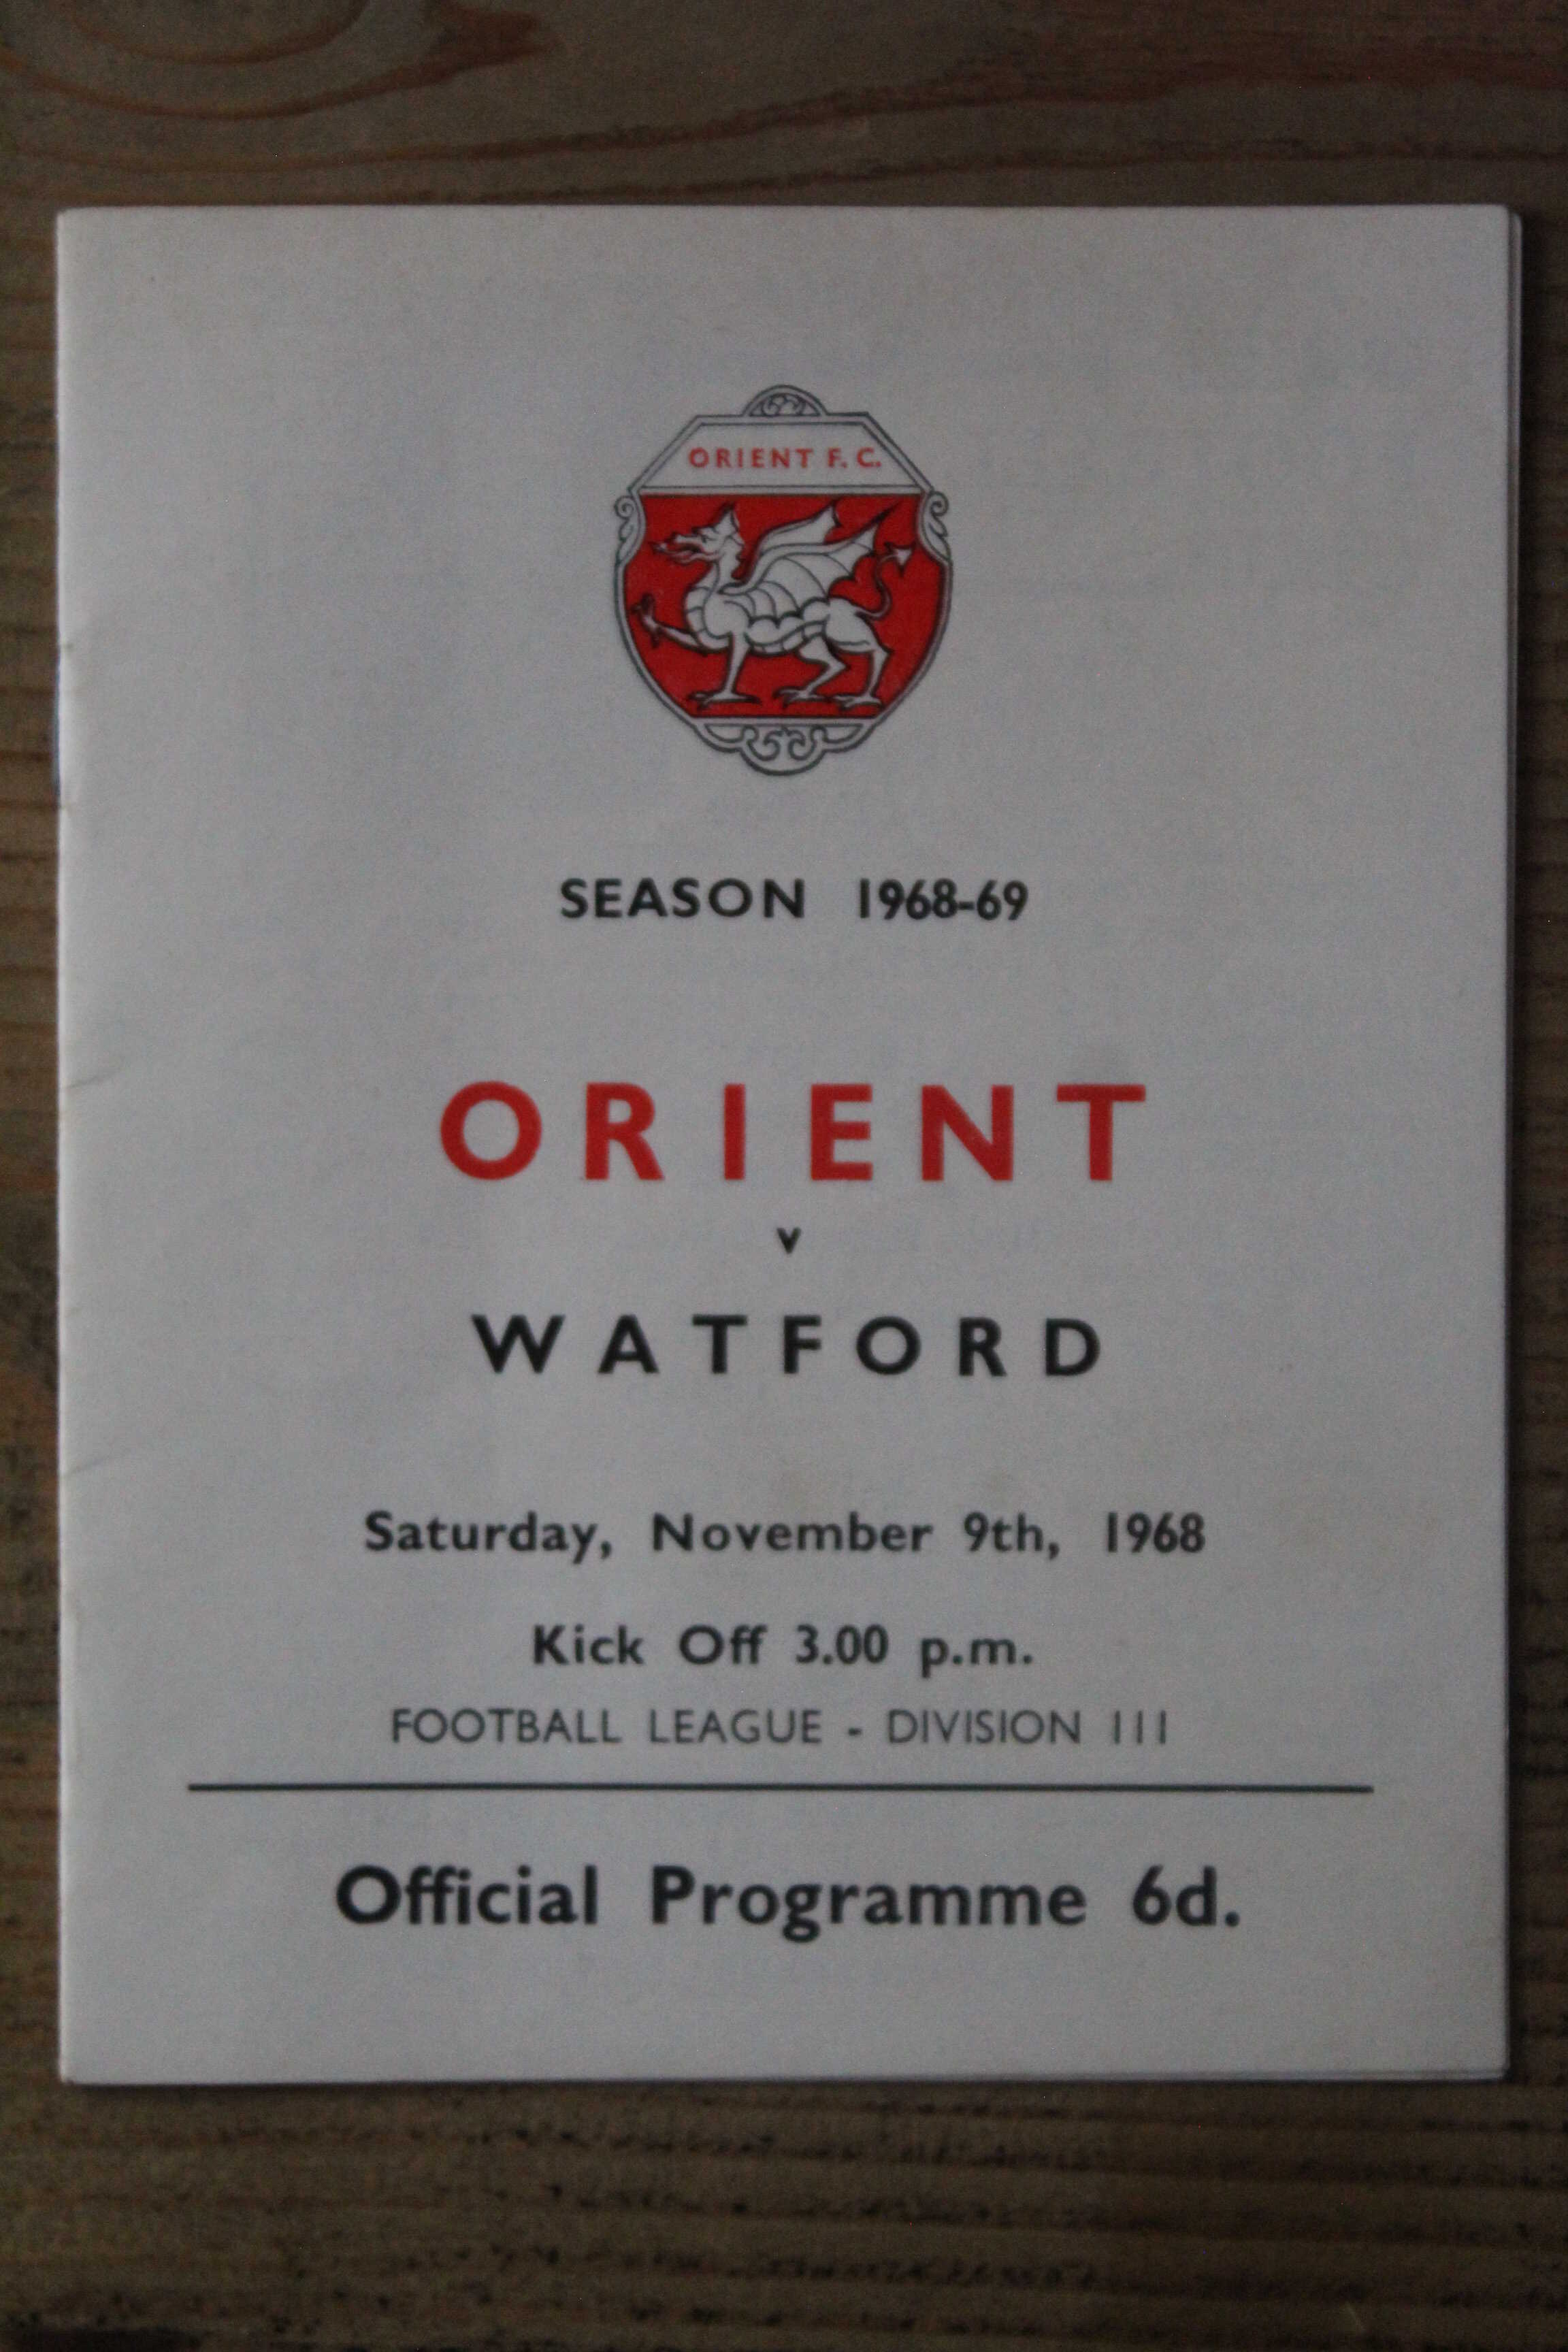 ORIENT F.C.
SEASON 1968-69
ORIENT
v
WATFORD
Saturday, November 9th, 1968
Kick Off 3.00 p.m.
FOOTBALL LEAGUE - DIVISION III
Official Programme 6d.